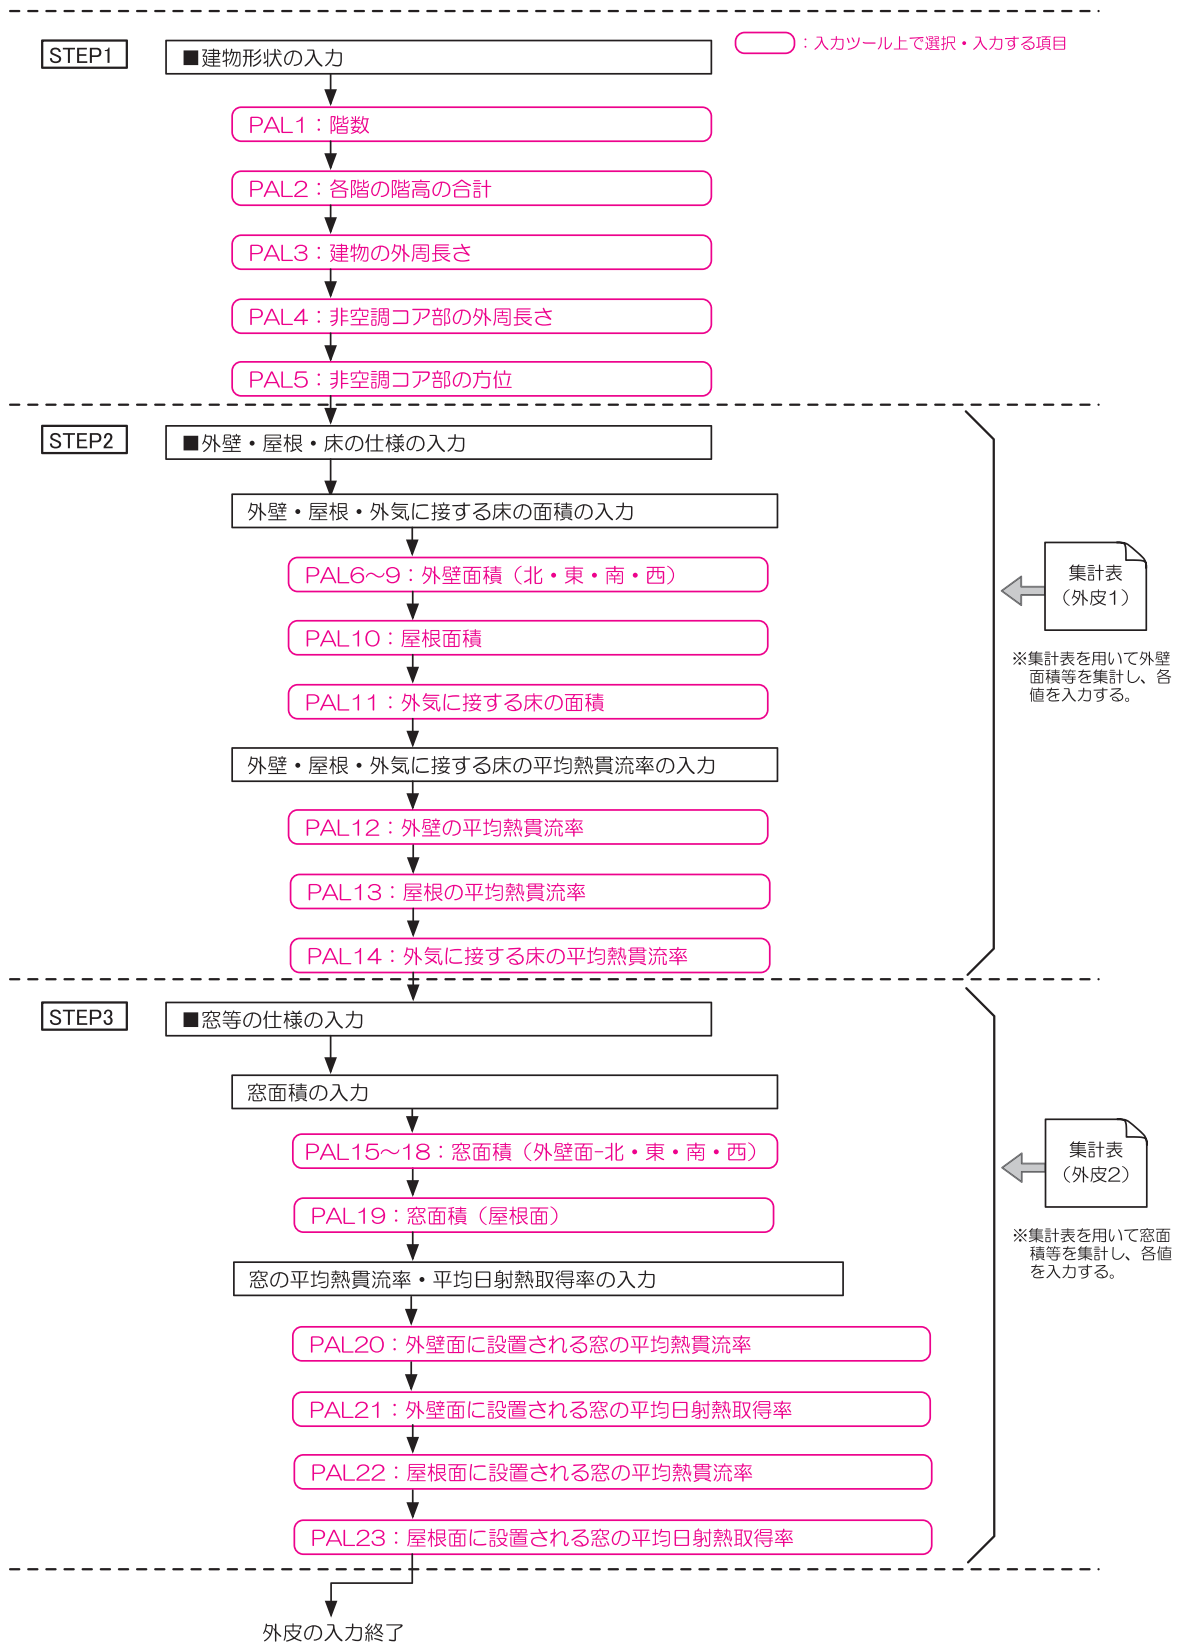 STEP1
■建物形状の入力
：入力ツール上で選択・入力する項目
PAL1：階数
PAL2：各階の階高の合計
PAL3：建物の外周長さ
PAL4：非空調コア部の外周長さ
PAL5：非空調コア部の方位
STEP2
■外壁・屋根・床の仕様の入力
外壁・屋根・外気に接する床の面積の入力
PAL6～9：外壁面積（北・東・南・西）
PAL10：屋根面積
PAL11：外気に接する床の面積
外壁・屋根・外気に接する床の平均熱貫流率の入力
PAL12：外壁の平均熱貫流率
PAL13：屋根の平均熱貫流率
PAL14：外気に接する床の平均熱貫流率
集計表
（外皮1）
※集計表を用いて外壁
面積等を集計し、各
値を入力する。
STEP3
■窓等の仕様の入力
窓面積の入力
PAL15～18：窓面積（外壁面-北・東・南・西）
PAL19：窓面積（屋根面）
窓の平均熱貫流率・平均日射熱取得率の入力
PAL20：外壁面に設置される窓の平均熱貫流率
PAL21：外壁面に設置される窓の平均日射熱取得率
PAL22：屋根面に設置される窓の平均熱貫流率
PAL23：屋根面に設置される窓の平均日射熱取得率
集計表
（外皮2）
※集計表を用いて窓面
積等を集計し、各値
を入力する。
外皮の入力終了